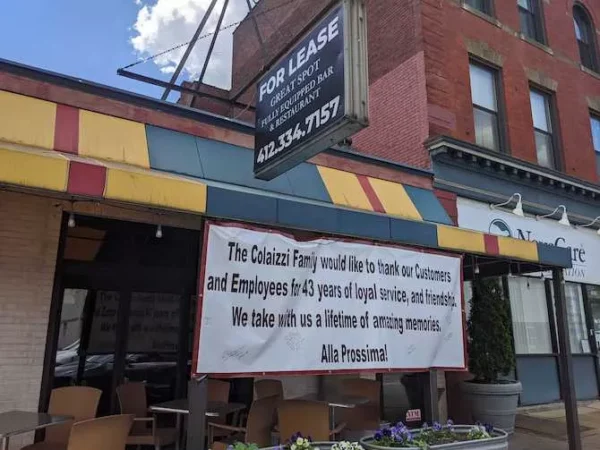 FOR LEASE
GREAT SPOT
FULLY EQUIPPED BAR
& RESTAURANT
412.334.7157
The Colaizzi Family would like to thank our Customers
and Employees for 43 years of loyal service, and friendship.
We take with us a lifetime of amazing memories.
Alla Prossima!
ATM